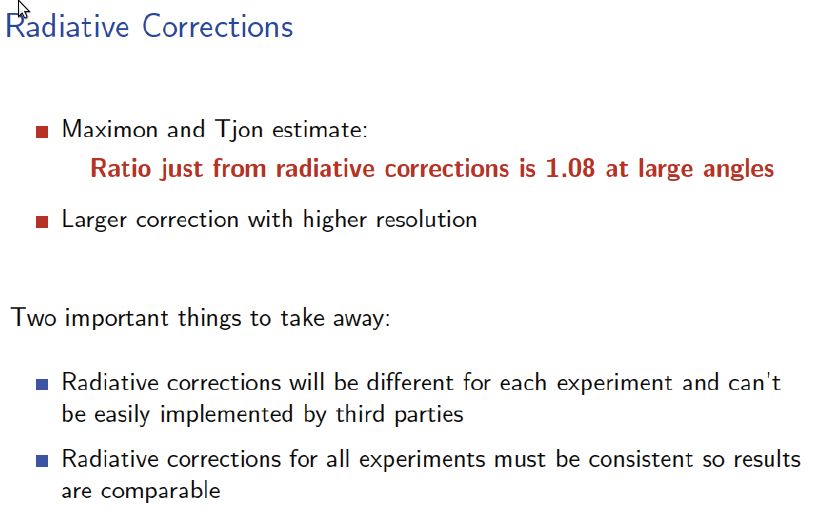 Radiative Corrections
Maximon and Tjon estimate:
Ratio just from radiative corrections is 1.08 at large angles
Larger correction with higher resolution
Two important things to take away:
Radiative corrections will be different for each experiment and can't
be easily implemented by third parties
Radiative corrections for all experiments must be consistent so results
are comparable